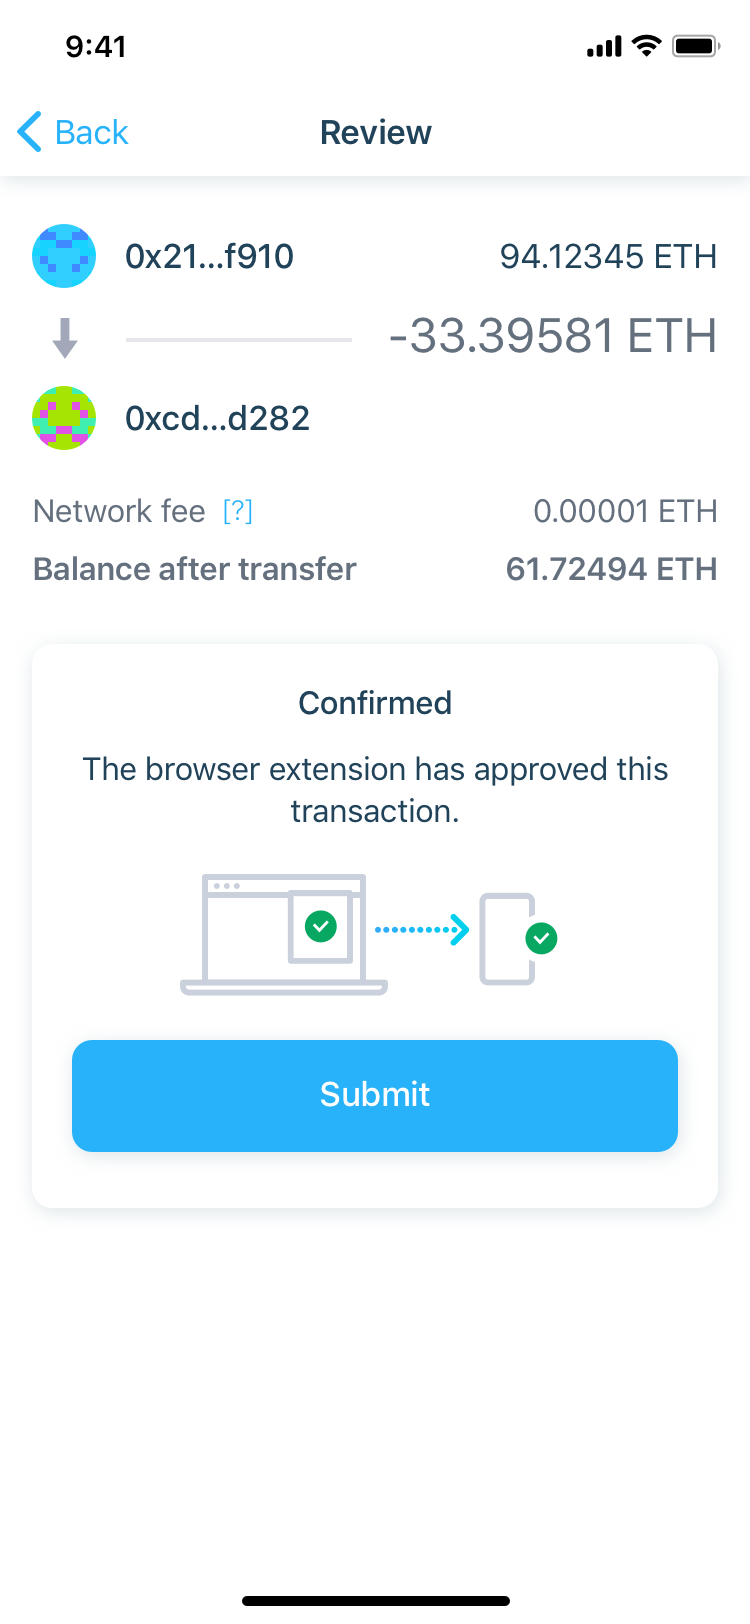 9:41
Back
Review
0x21...f910 94.12345 ETH
-33.39581 ETH
0xcd...d282
Network fee [?] 0.00001 ETH
Balance after transfer 61.72494 ETH
Confirmed
The browser extension has approved this
transaction.
Submit